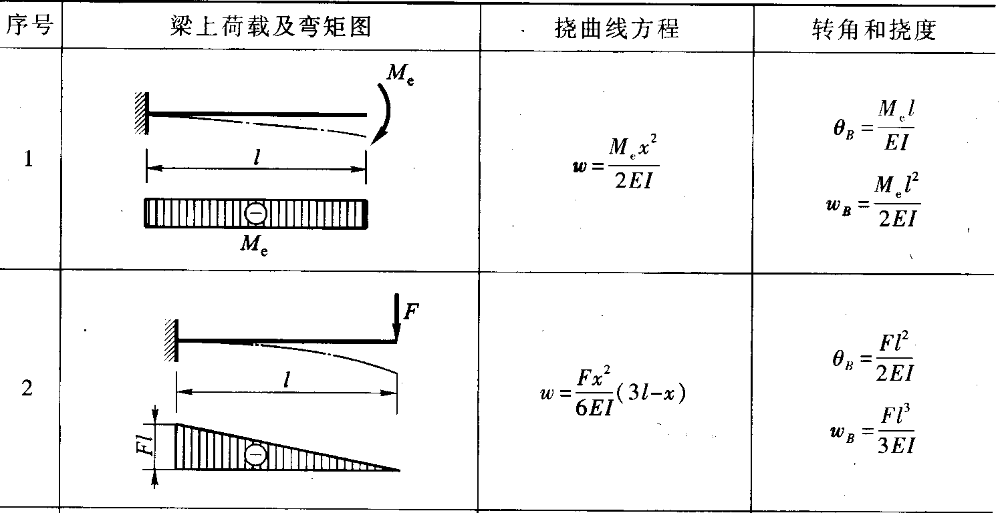 序号 梁上荷载及弯矩图 挠曲线方程 转角和挠度
1
M_e
l
⊖
M_e
w = \frac{M_e x^2}{2EI}
θ_B = \frac{M_e l}{EI}
w_B = \frac{M_e l^2}{2EI}
2
F
l
Fl
⊖
w = \frac{Fx^2}{6EI}(3l-x)
θ_B = \frac{Fl^2}{2EI}
w_B = \frac{Fl^3}{3EI}